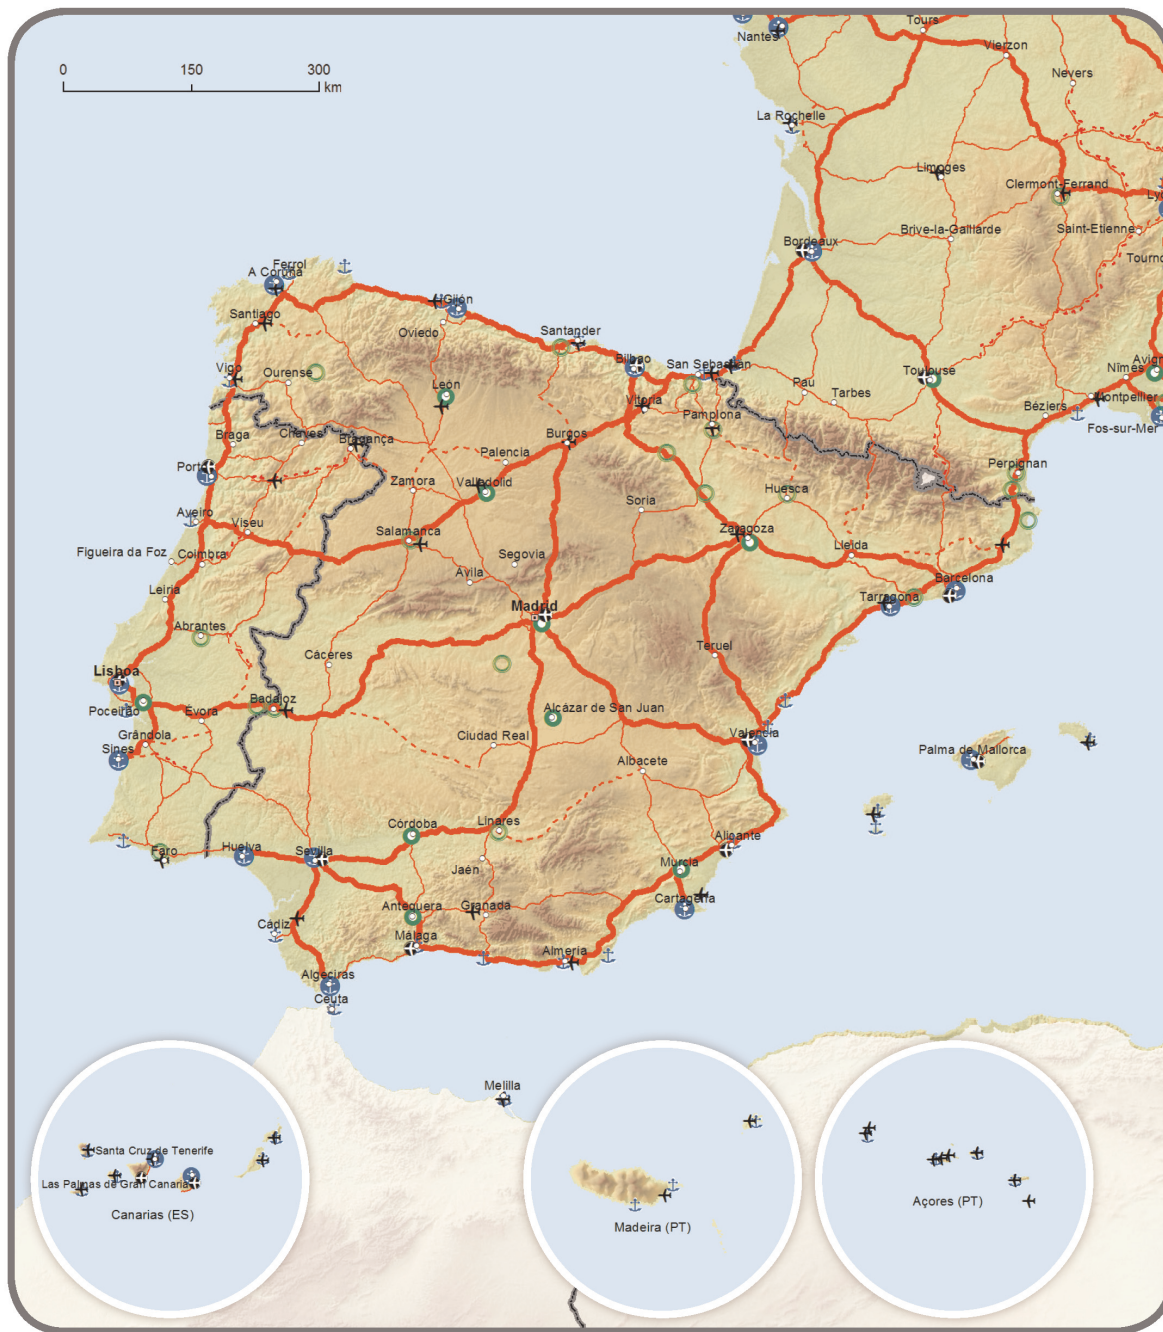 Tours
Nantes
Vierzon
0 150 300
km
Nevers
La Rochelle
Limoges
Clermont-Ferrand
Brive-la-Gaillarde
Saint-Etienne
Bordeaux
Ferrol
A Coruña
Gijón
Santiago
Oviedo
Santander
Bilbao
San Sebastian
Toulouse
Nîmes
Vigo
Ourense
León
Pau
Tarbes
Montpellier
Béziers
Vitoria
Pamplona
Fos-sur-Mer
Braga
Chaves
Bragança
Burgos
Palencia
Porto
Perpignan
Zamora
Valladolid
Huesca
Soria
Aveiro
Viseu
Salamanca
Zaragoza
Lleida
Figueira da Foz
Coimbra
Segovia
Avila
Barcelona
Leiria
Tarragona
Madrid
Abrantes
Teruel
Cáceres
Lisboa
Badajoz
Poceirão
Évora
Alcázar de San Juan
Grândola
Ciudad Real
Valencia
Sines
Palma de Mallorca
Albacete
Córdoba
Linares
Alicante
Faro
Huelva
Sevilla
Jaén
Murcia
Cartagena
Antequera
Granada
Cádiz
Málaga
Almería
Algeciras
Ceuta
Melilla
Santa Cruz de Tenerife
Las Palmas de Gran Canaria
Canarias (ES)
Madeira (PT)
Açores (PT)